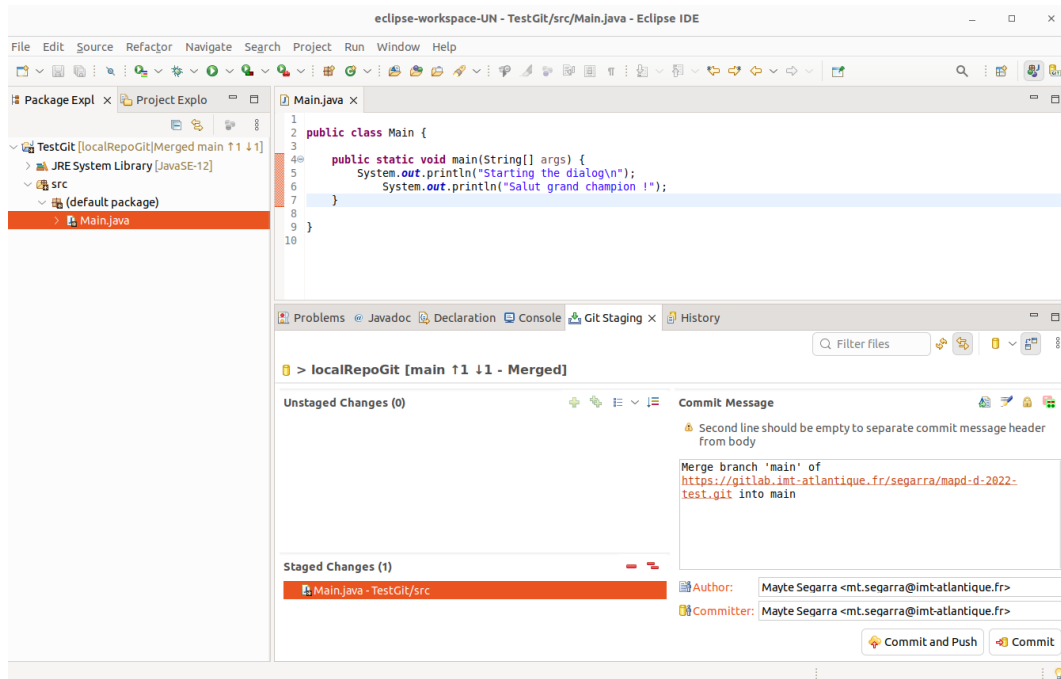 eclipse-workspace-UN - TestGit/src/Main.java - Eclipse IDE
File Edit Source Refactor Navigate Search Project Run Window Help
Package Expl
Project Explo
TestGit [localRepoGit|Merged main ↑1 ↓1]
JRE System Library [JavaSE-12]
src
(default package)
Main.java
Main.java
1
2 public class Main {
3
4 public static void main(String[] args) {
5 System.out.println("Starting the dialog\n");
6 System.out.println("Salut grand champion !");
7 }
8
9 }
10
Problems @ Javadoc Declaration Console Git Staging History
Filter files
> localRepoGit [main ↑1 ↓1 - Merged]
Unstaged Changes (0)
Staged Changes (1)
Main.java - TestGit/src
Commit Message
Second line should be empty to separate commit message header
from body
Merge branch 'main' of
https://gitlab.imt-atlantique.fr/segarra/mapd-d-2022-
test.git into main
Author: Mayte Segarra <mt.segarra@imt-atlantique.fr>
Committer: Mayte Segarra <mt.segarra@imt-atlantique.fr>
Commit and Push Commit